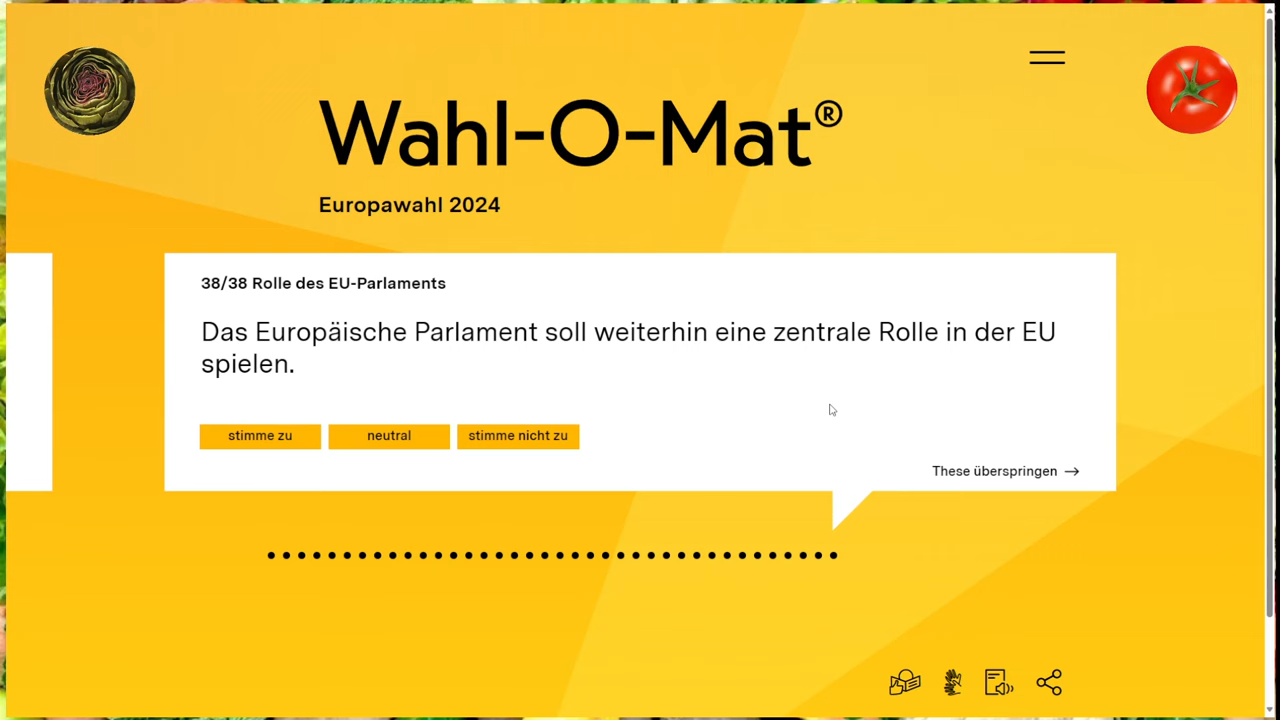 Wahl-O-Mat®
Europawahl 2024
38/38 Rolle des EU-Parlaments
Das Europäische Parlament soll weiterhin eine zentrale Rolle in der EU
spielen.
stimme zu
neutral
stimme nicht zu
These überspringen →